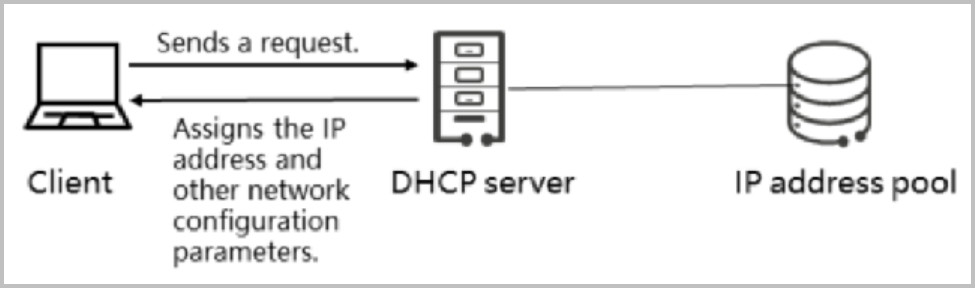 Sends a request.
Assigns the IP
address and
other network
configuration
parameters.
Client
DHCP server
IP address pool